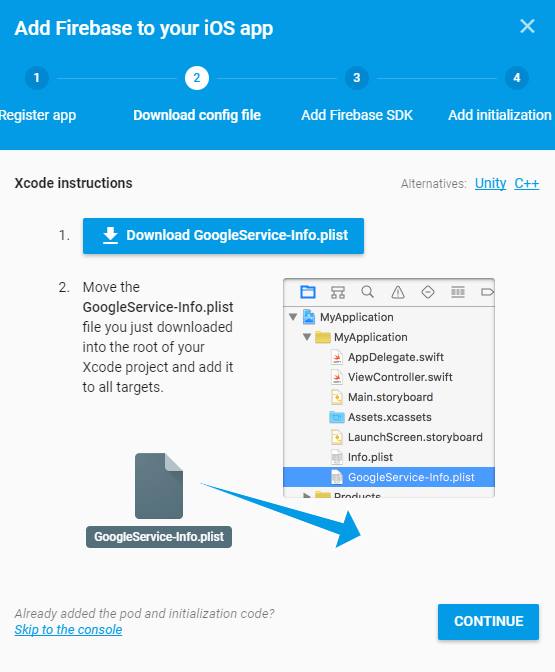 Add Firebase to your iOS app
1
2
3
4
Register app
Download config file
Add Firebase SDK
Add initialization
Xcode instructions
Alternatives: Unity C++
1. Download GoogleService-Info.plist
2. Move the
GoogleService-Info.plist
file you just downloaded
into the root of your
Xcode project and add it
to all targets.
MyApplication
MyApplication
AppDelegate.swift
ViewController.swift
Main.storyboard
Assets.xcassets
LaunchScreen.storyboard
Info.plist
GoogleService-Info.plist
Products
GoogleService-Info.plist
Already added the pod and initialization code?
Skip to the console
CONTINUE